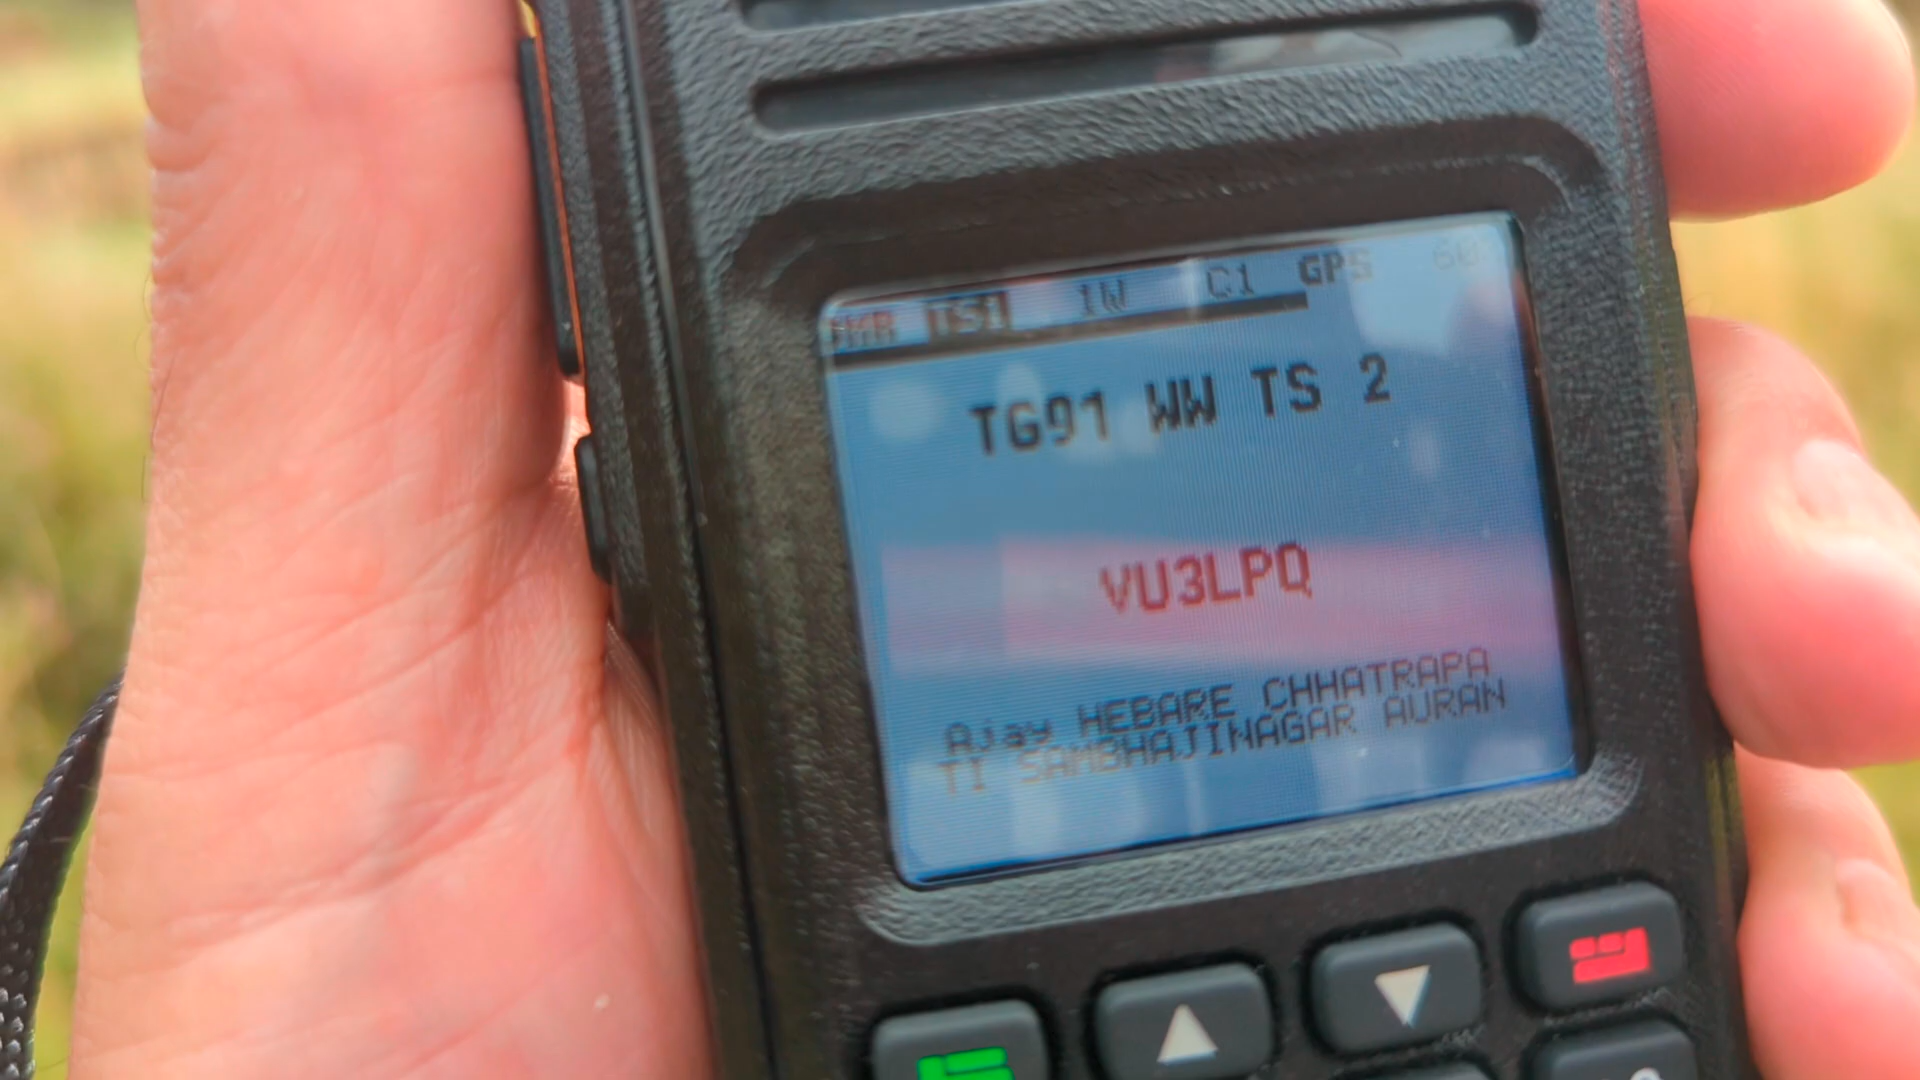 DMR TS1 1W C1 GPS
TG91 WW TS 2
VU3LPQ
Ajay HEBARE CHHATRAPA
TI SAMBHAJINAGAR AURAN